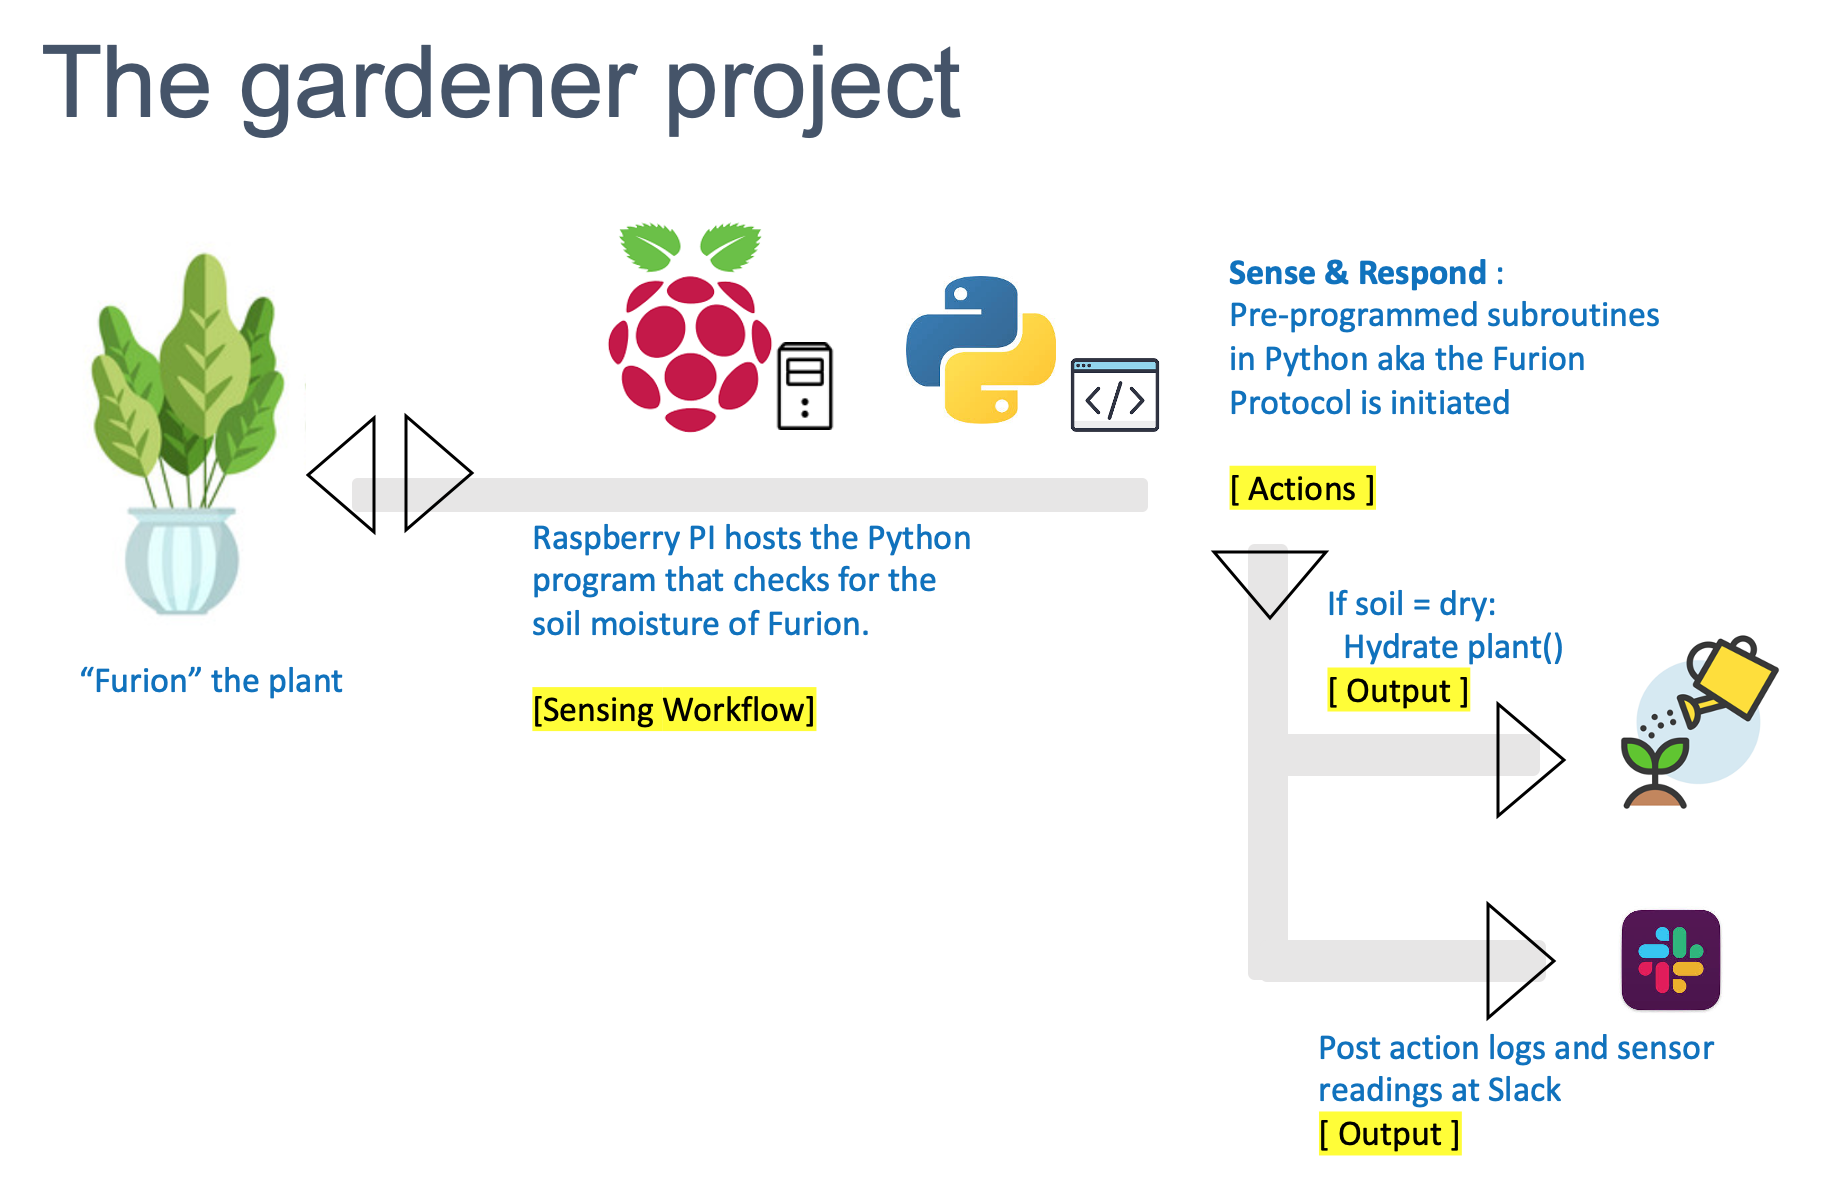 The gardener project
Sense & Respond :
Pre-programmed subroutines
in Python aka the Furion
Protocol is initiated
[ Actions ]
Raspberry PI hosts the Python
program that checks for the
soil moisture of Furion.
[Sensing Workflow]
“Furion” the plant
If soil = dry:
Hydrate plant()
[ Output ]
Post action logs and sensor
readings at Slack
[ Output ]